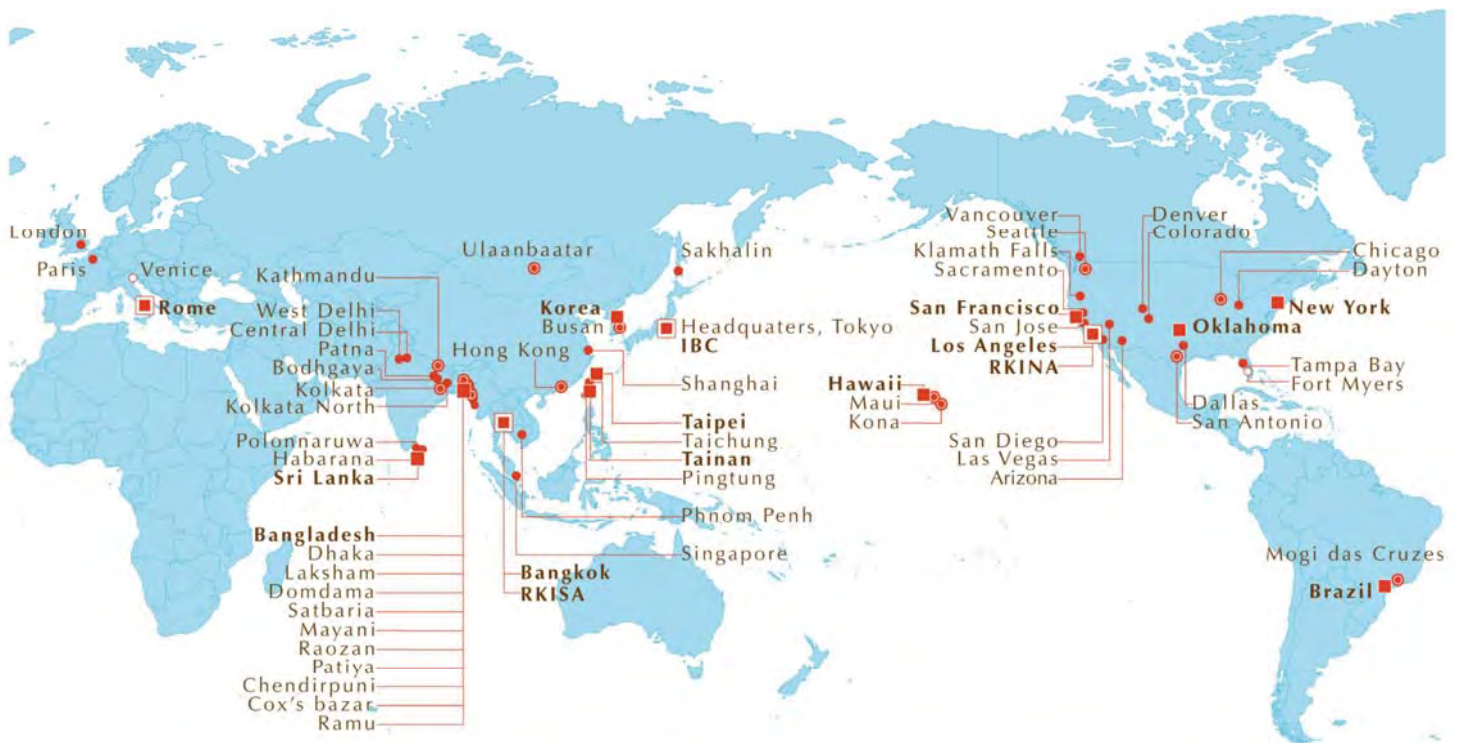 London
Paris
Venice
Rome
Kathmandu
West Delhi
Central Delhi
Patna
Bodhgaya
Kolkata
Kolkata North
Polonnaruwa
Habarana
Sri Lanka
Bangladesh
Dhaka
Laksham
Domdama
Satbaria
Mayani
Raozan
Patiya
Chendirpuni
Cox's bazar
Ramu
Ulaanbaatar
Sakhalin
Korea
Busan
Hong Kong
Headquaters, Tokyo
IBC
Shanghai
Taipei
Taichung
Tainan
Pingtung
Phnom Penh
Singapore
Bangkok
RKISA
Hawaii
Maui
Kona
Vancouver
Seattle
Klamath Falls
Sacramento
San Francisco
San Jose
Los Angeles
RKINA
San Diego
Las Vegas
Arizona
Denver
Colorado
Chicago
Dayton
New York
Oklahoma
Tampa Bay
Fort Myers
Dallas
San Antonio
Mogi das Cruzes
Brazil